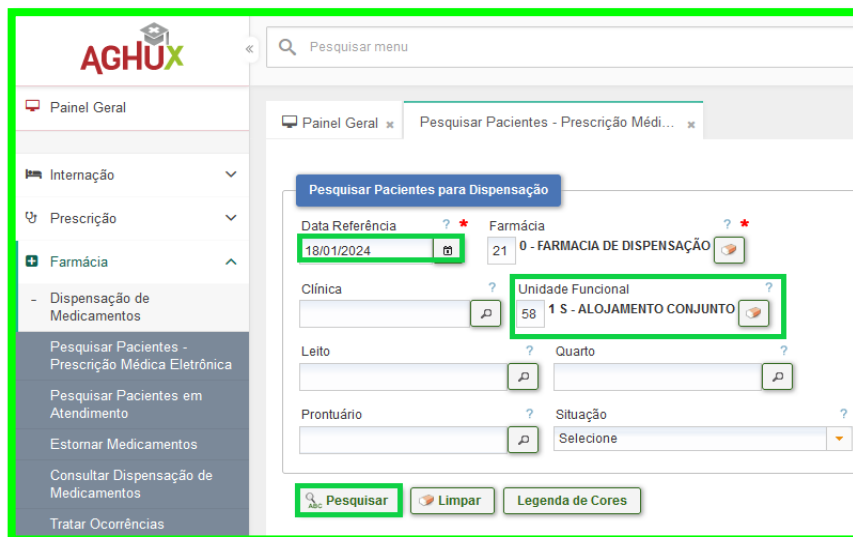 AGHUX
«
Pesquisar menu
Painel Geral
Painel Geral ×
Pesquisar Pacientes - Prescrição Médi... ×
Internação
Prescrição
Farmácia
- Dispensação de
Medicamentos
Pesquisar Pacientes -
Prescrição Médica Eletrônica
Pesquisar Pacientes em
Atendimento
Estornar Medicamentos
Consultar Dispensação de
Medicamentos
Tratar Ocorrências
Pesquisar Pacientes para Dispensação
Data Referência ? * Farmácia ? *
18/01/2024 21 0 - FARMACIA DE DISPENSAÇÃO
Clínica ? Unidade Funcional ?
58 1 S - ALOJAMENTO CONJUNTO
Leito ? Quarto ?
Prontuário ? Situação ?
Selecione
ABC Pesquisar Limpar Legenda de Cores